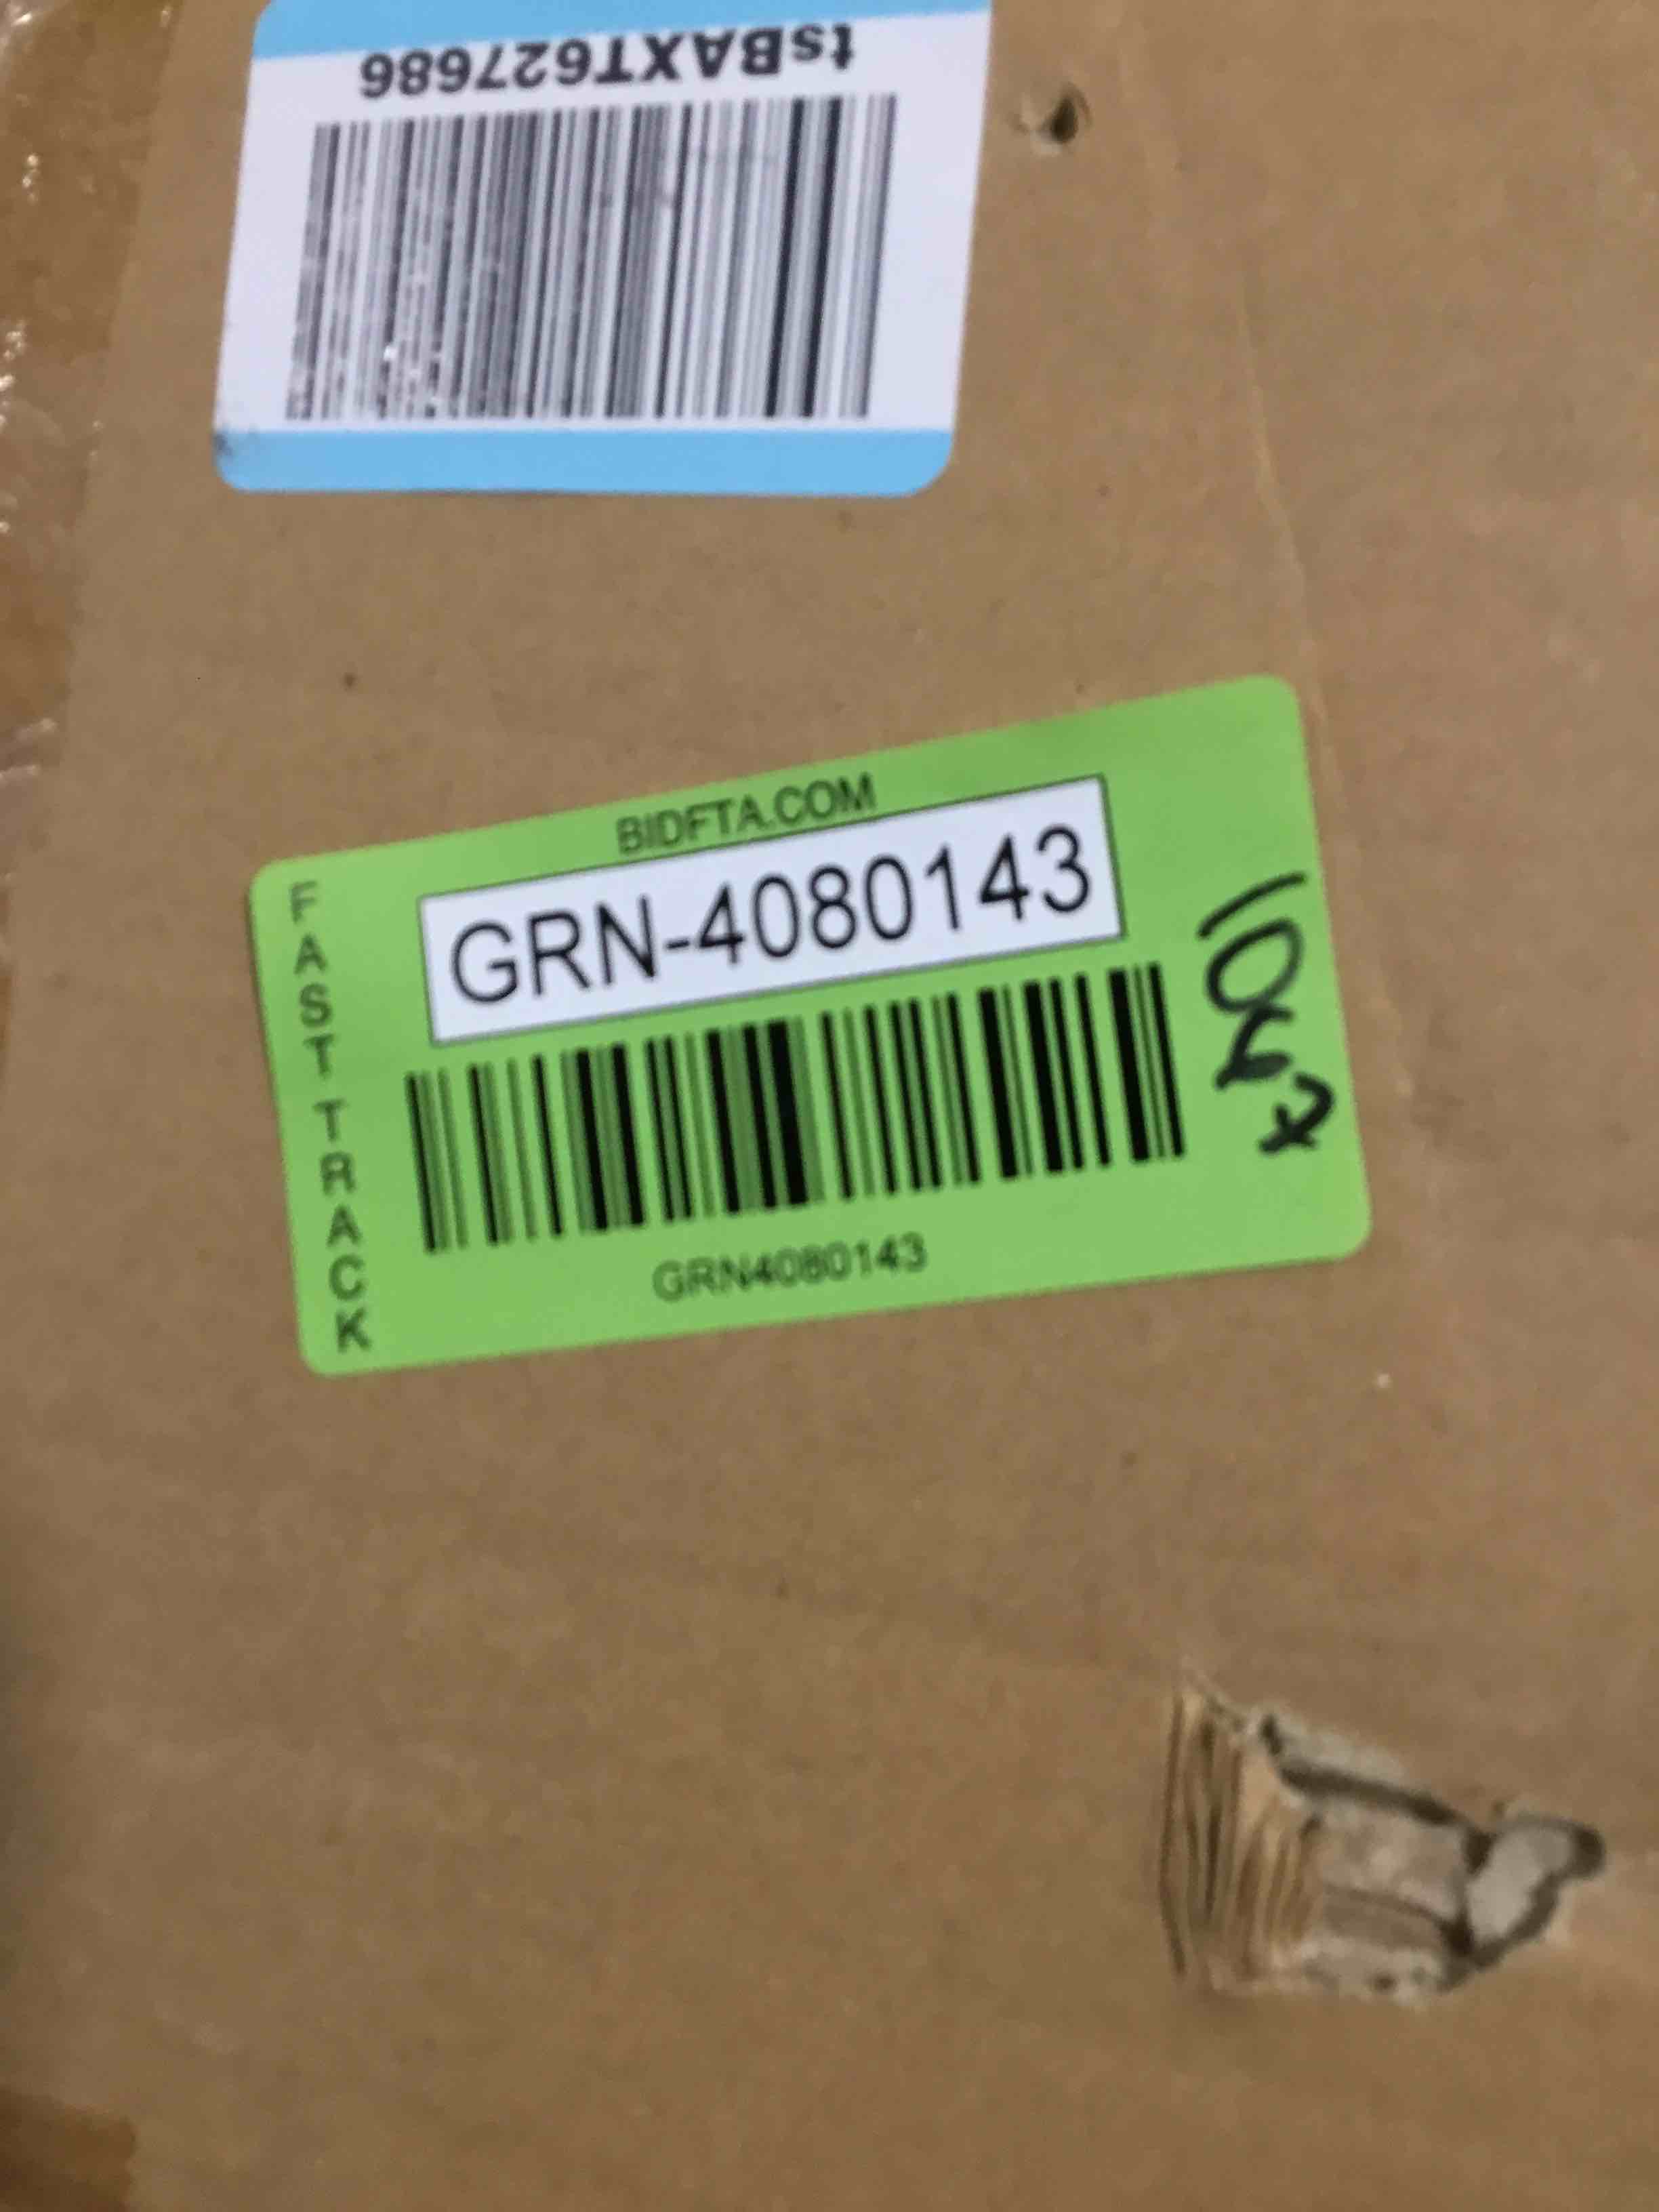 tsBAXT627686
BIDFTA.COM
GRN-4080143
FAST TRACK
GRN4080143